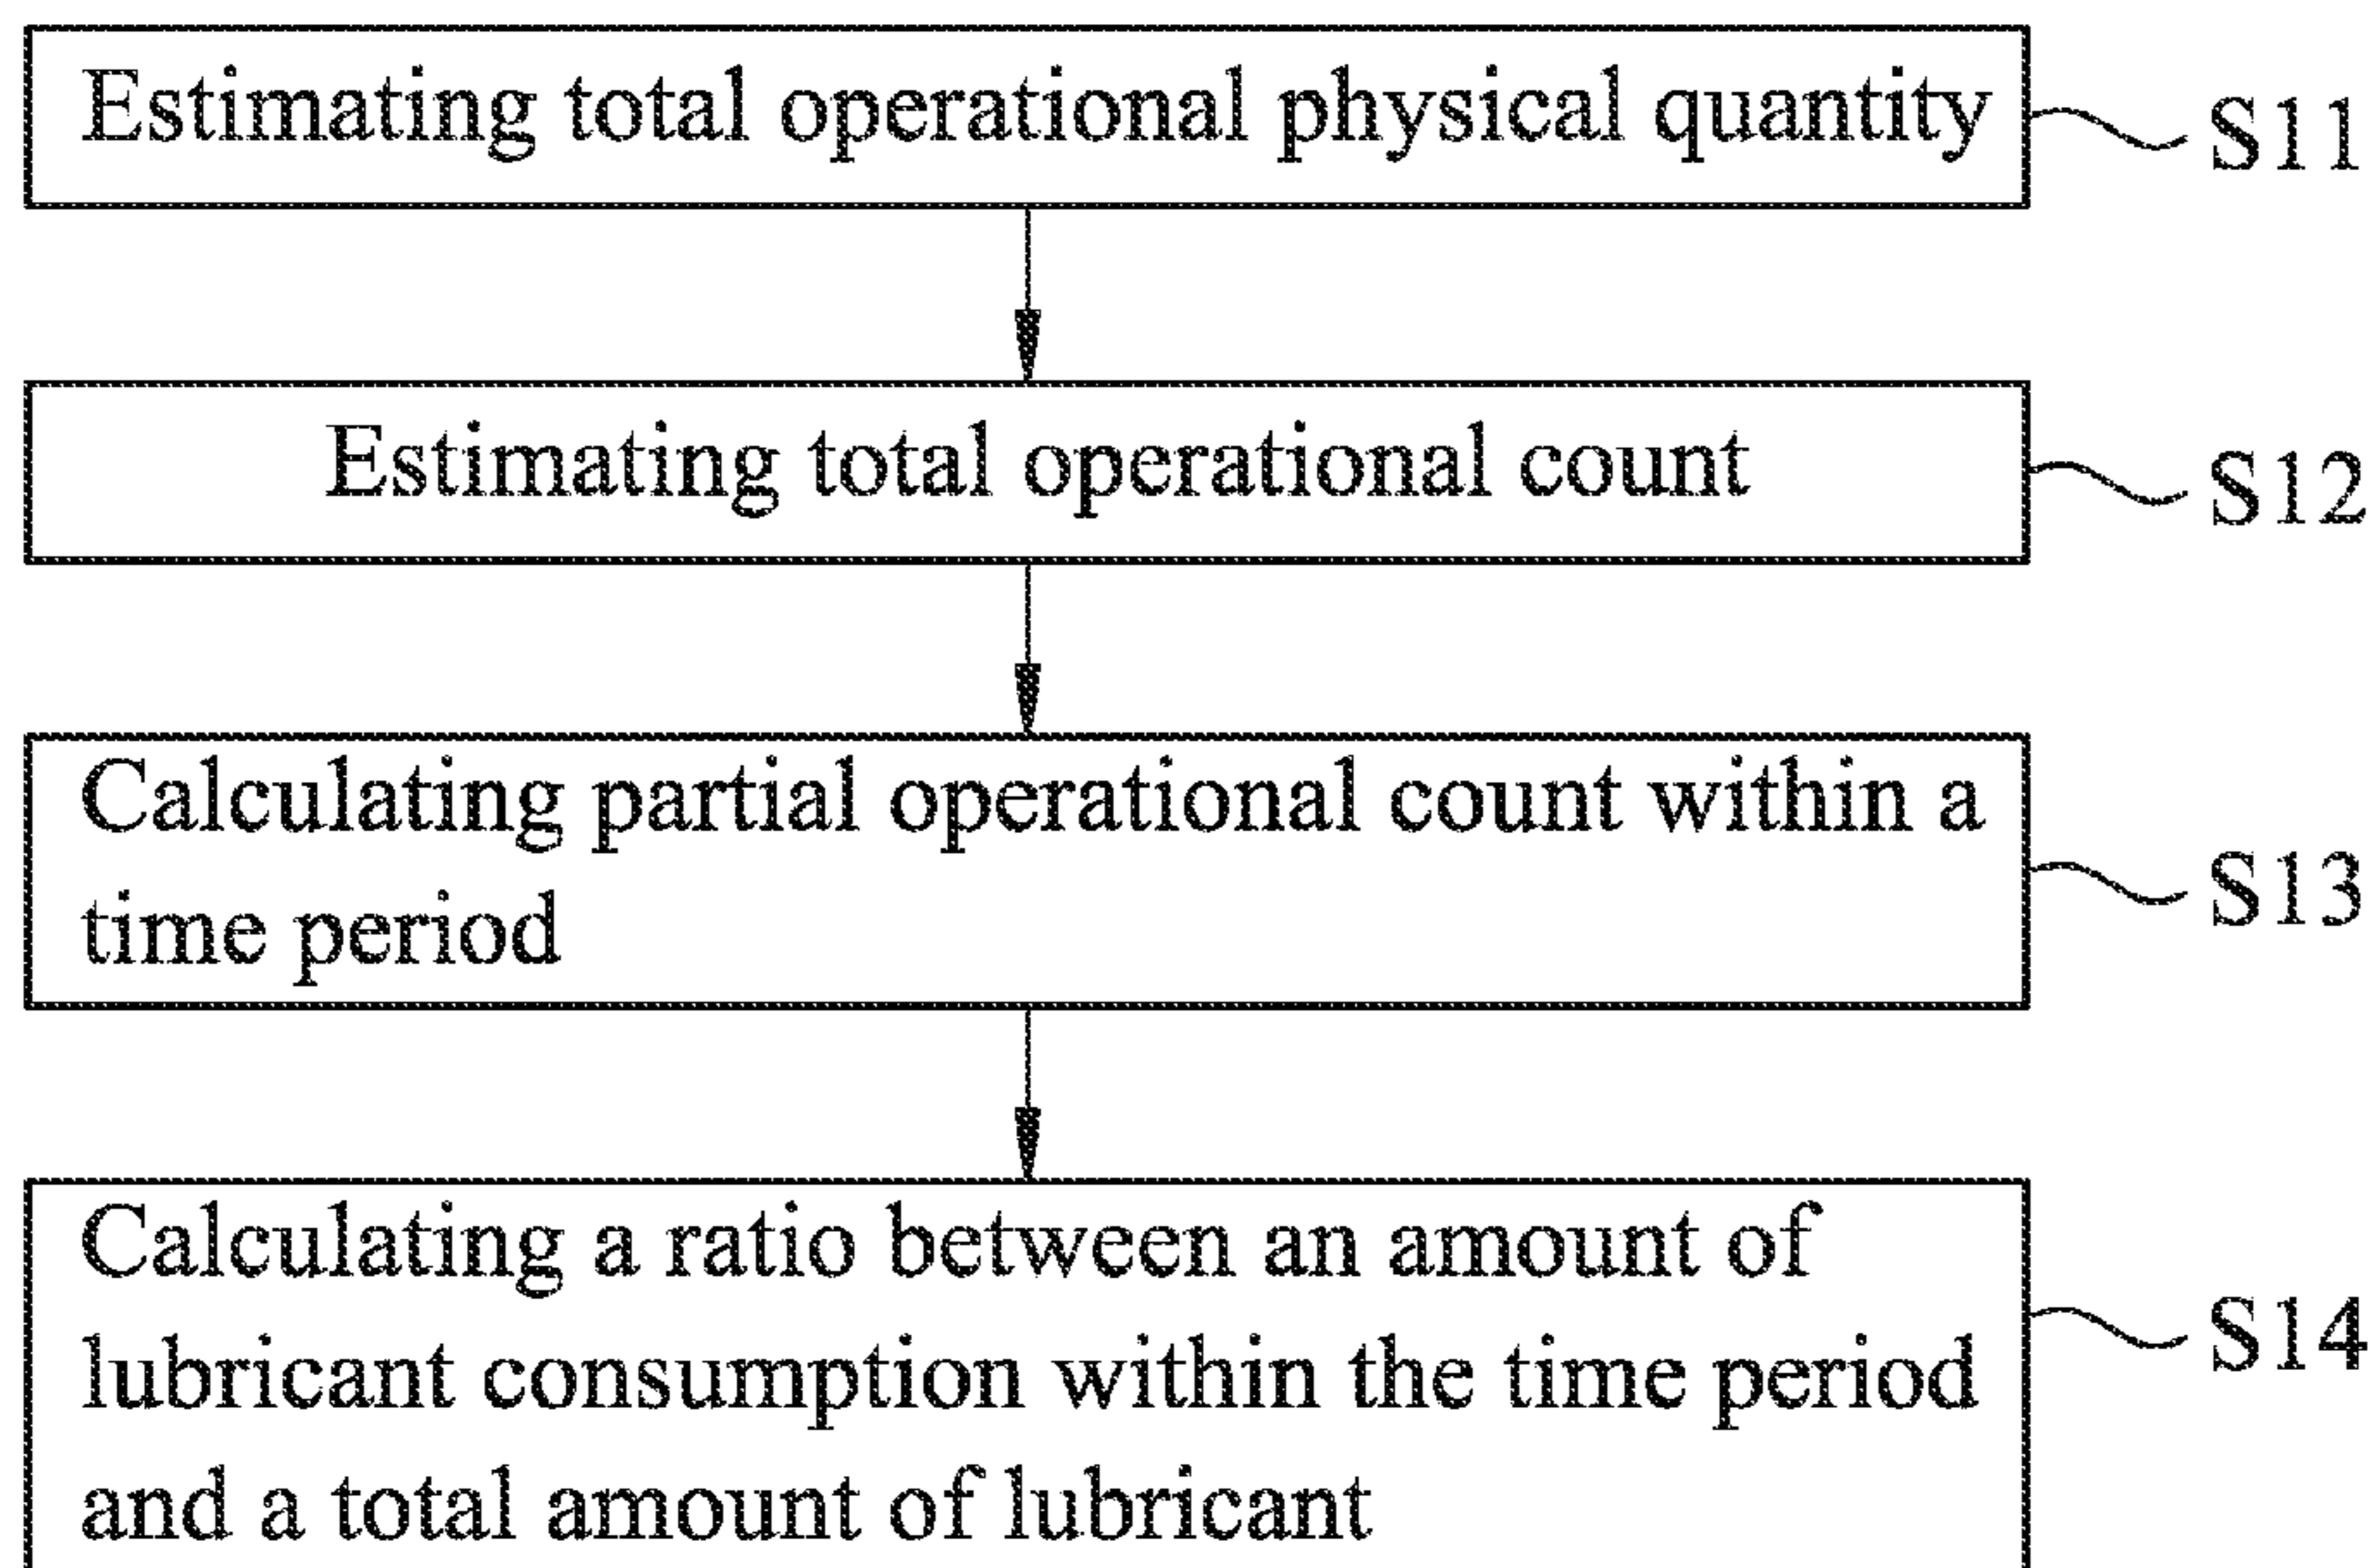 Estimating total operational physical quantity
S11
Estimating total operational count
S12
Calculating partial operational count within a
time period
S13
Calculating a ratio between an amount of
lubricant consumption within the time period
and a total amount of lubricant
S14